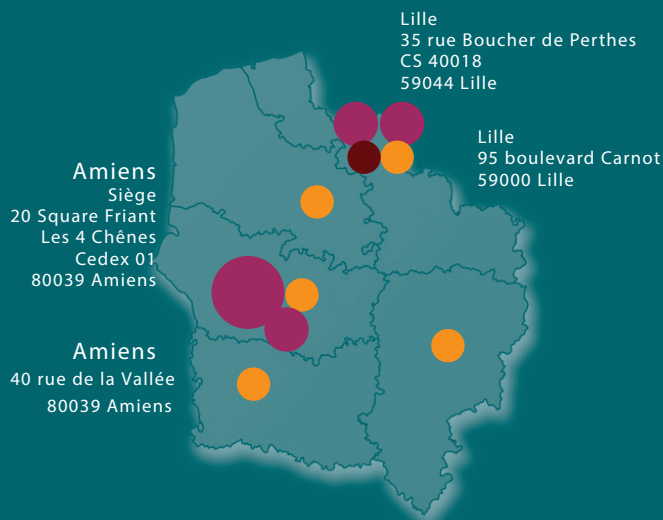 Lille
35 rue Boucher de Perthes
CS 40018
59044 Lille
Lille
95 boulevard Carnot
59000 Lille
Amiens
Siège
20 Square Friant
Les 4 Chênes
Cedex 01
80039 Amiens
Amiens
40 rue de la Vallée
80039 Amiens